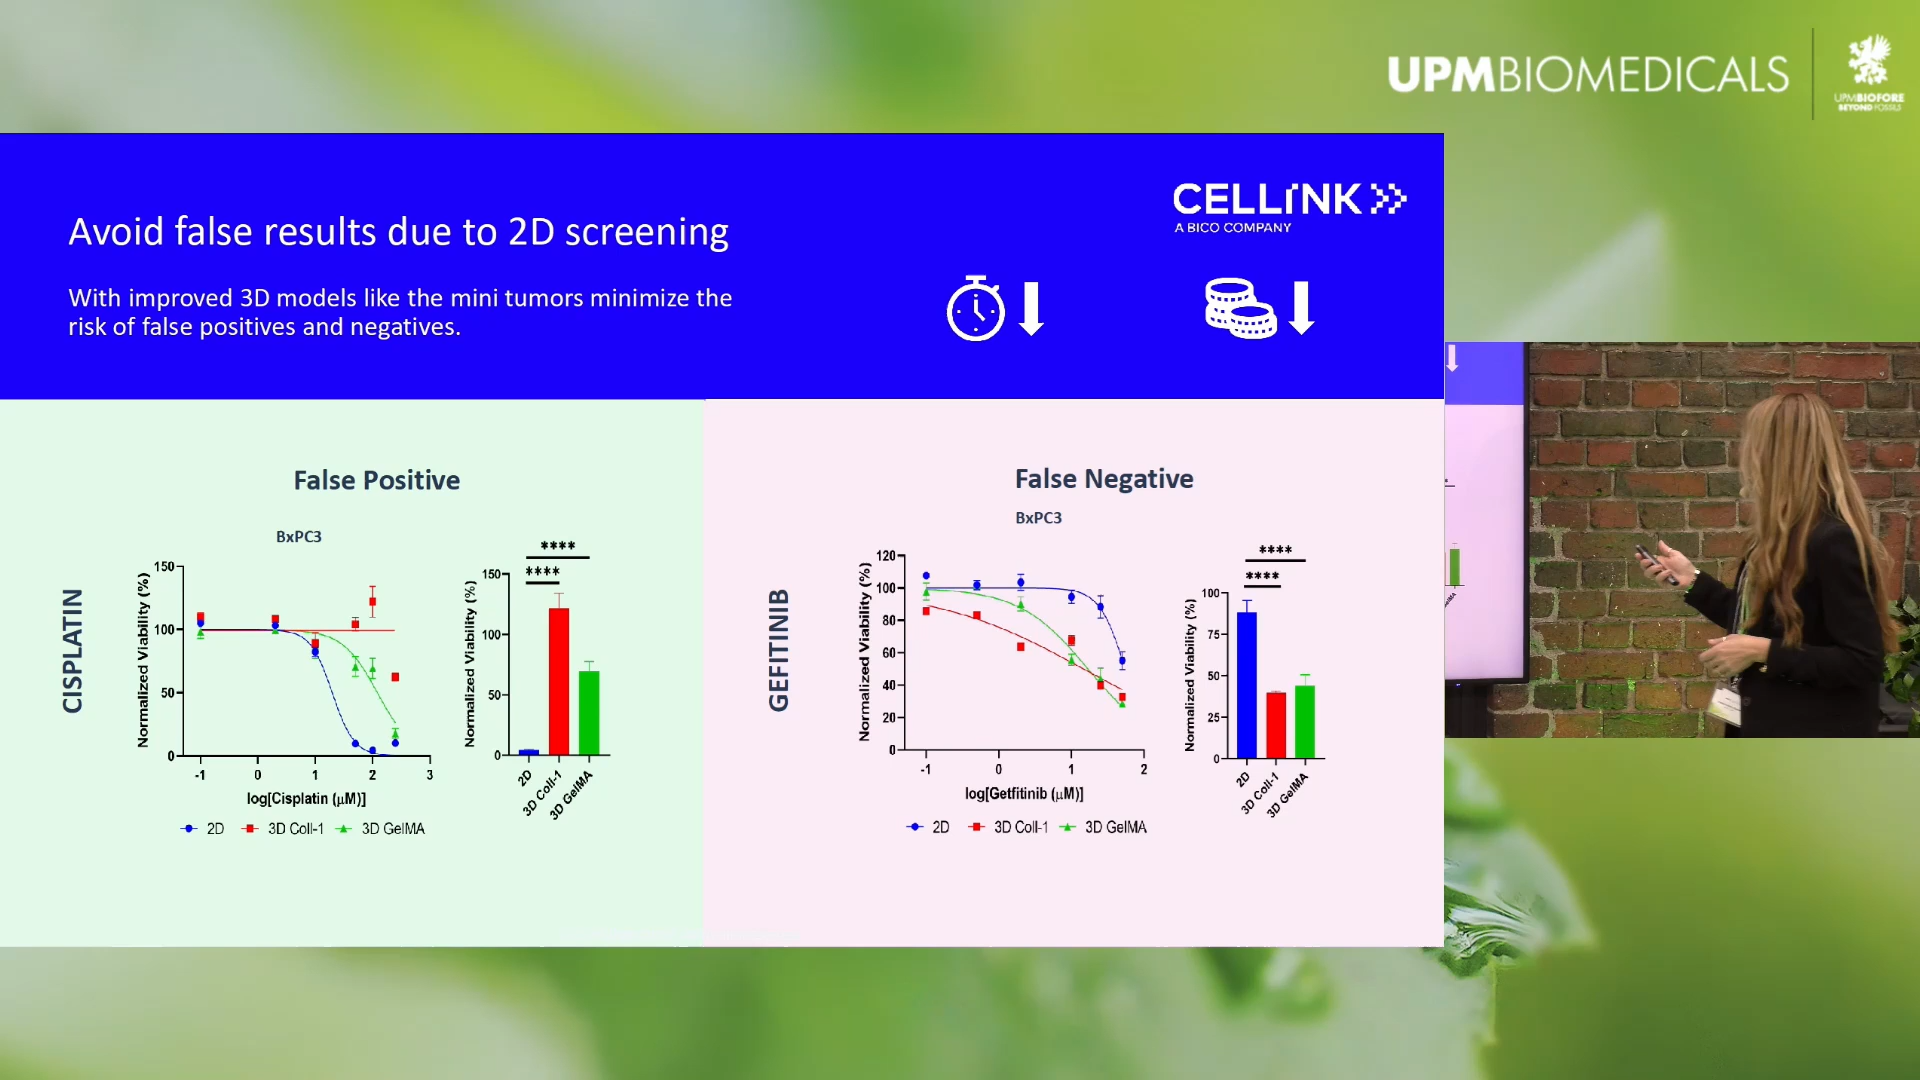 UPMBIOMEDICALS
UPMBIOFORE
BEYOND FOSSILS
CELLINK
A BICO COMPANY
Avoid false results due to 2D screening
With improved 3D models like the mini tumors minimize the
risk of false positives and negatives.
False Positive
BxPC3
CISPLATIN
Normalized Viability (%)
150
100
50
0
-1 0 1 2 3
log[Cisplatin (µM)]
2D 3D Coll-1 3D GelMA
****
****
Normalized Viability (%)
150
100
50
0
2D
3D Coll-1
3D GelMA
False Negative
BxPC3
GEFITINIB
Normalized Viability (%)
120
100
80
60
40
20
0
-1 0 1 2
log[Getfitinib (µM)]
2D 3D Coll-1 3D GelMA
****
****
Normalized Viability (%)
100
75
50
25
0
2D
3D Coll-1
3D GelMA